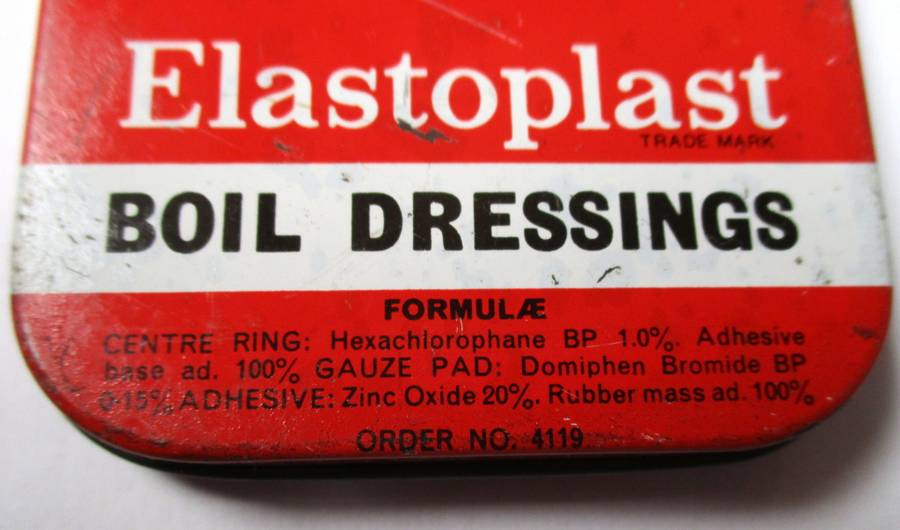 Elastoplast
TRADE MARK
BOIL DRESSINGS
FORMULÆ
CENTRE RING: Hexachlorophane BP 1.0%. Adhesive
base ad. 100% GAUZE PAD: Domiphen Bromide BP
0·15% ADHESIVE: Zinc Oxide 20%. Rubber mass ad. 100%
ORDER NO. 4119